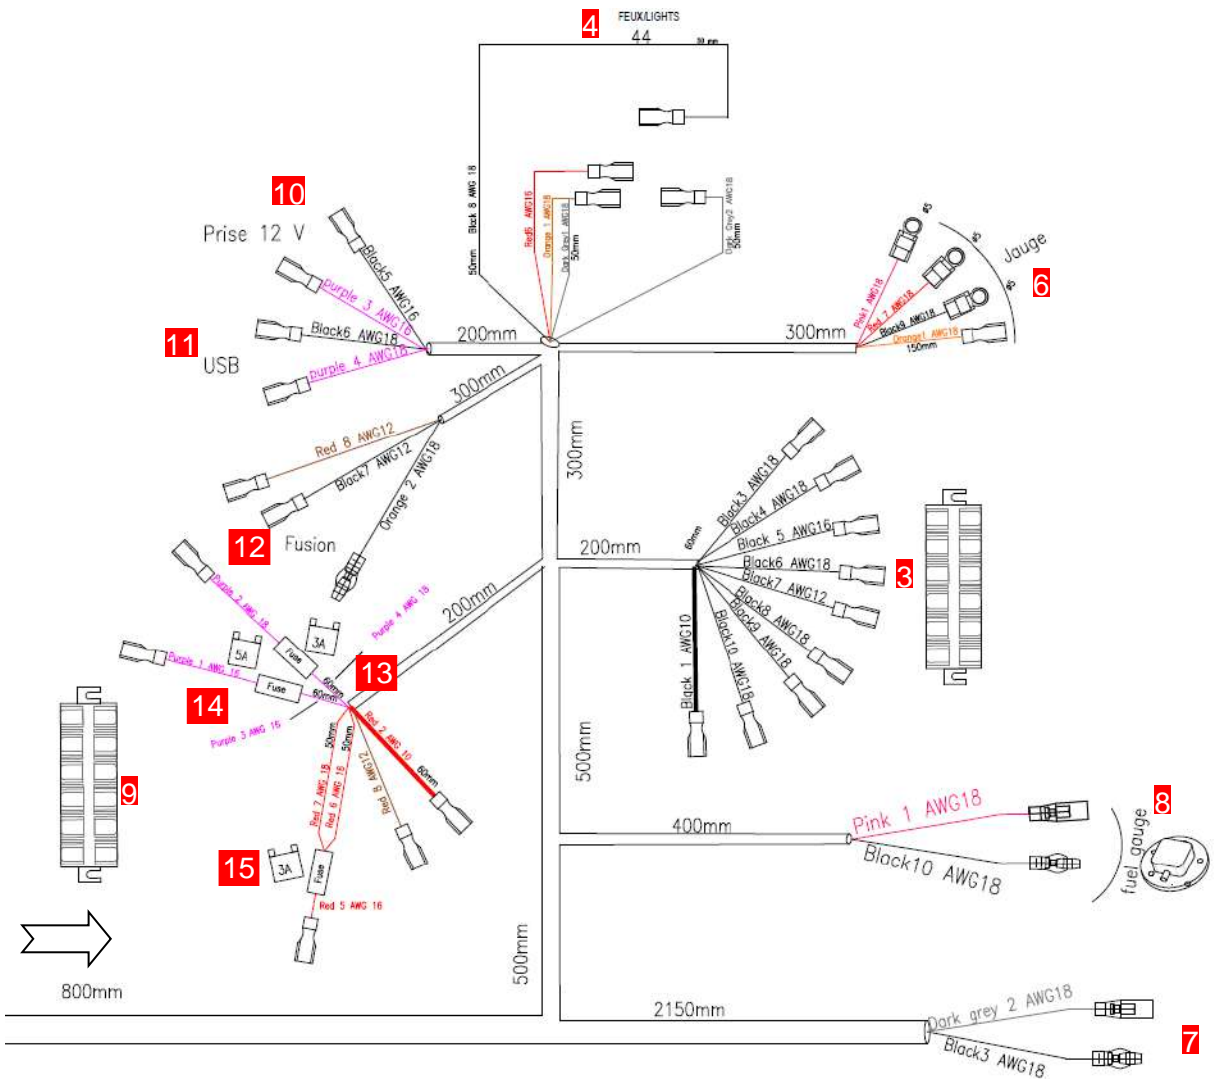 FEUX/LIGHTS
4
44
30 mm
10
Prise 12 V
Black5 AWG16
purple 3 AWG16
11
Black6 AWG18
USB
purple 4 AWG18
200mm
50mm Black 8 AWG 18
Red6 AWG16
Orange 1 AWG18
Dark Grey1 AWG18
50mm
Dark Grey2 AWG18
50mm
300mm
ø5
ø5
ø5
Jauge
6
Pink1 AWG18
Red 7 AWG18
Black9 AWG18
Orange1 AWG18
150mm
300mm
Red 8 AWG12
Black7 AWG12
Orange 2 AWG18
12
Fusion
300mm
200mm
60mm
Black3 AWG18
Black4 AWG18
Black 5 AWG16
Black6 AWG18
Black7 AWG12
Black8 AWG18
Black9 AWG18
Black10 AWG18
Black 1 AWG10
3
200mm
Purple 2 AWG 18
Purple 4 AWG 18
5A
3A
Fuse
60mm
13
Purple 1 AWG 16
Fuse
60mm
14
Purple 3 AWG 16
50mm
50mm
Red 7 AWG 18
Red 6 AWG 16
Red 2 AWG 10
60mm
Red 8 AWG12
9
15
3A
Fuse
Red 5 AWG 16
500mm
400mm
Pink 1 AWG18
Black10 AWG18
fuel gauge
8
500mm
800mm
2150mm
Dark grey 2 AWG18
Black3 AWG18
7